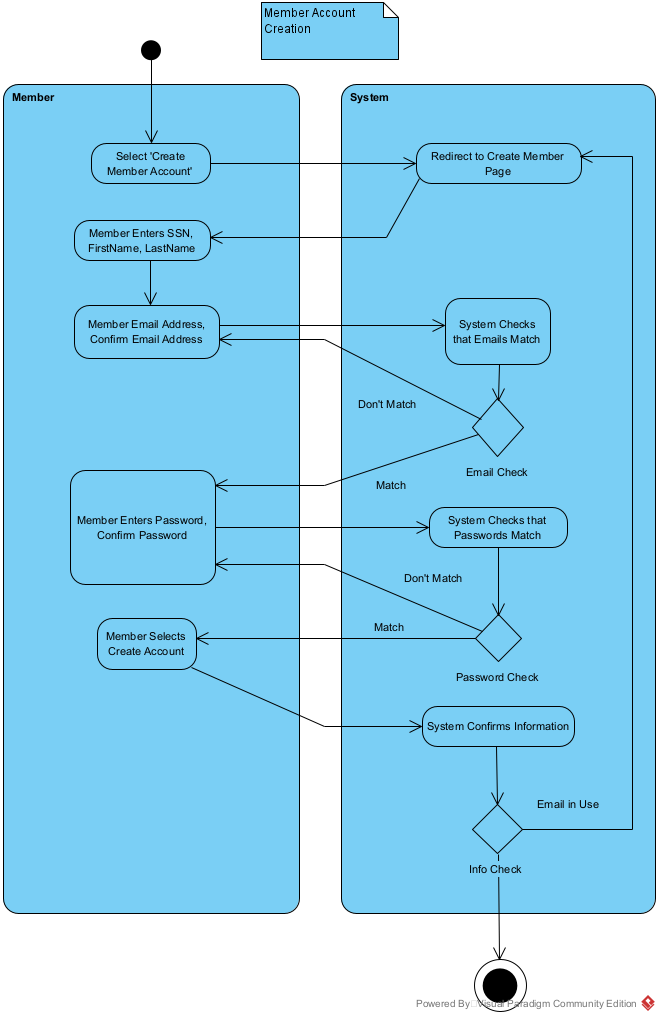 Member Account
Creation
Member
System
Select 'Create
Member Account'
Redirect to Create Member
Page
Member Enters SSN,
FirstName, LastName
Member Email Address,
Confirm Email Address
System Checks
that Emails Match
Don't Match
Email Check
Match
Member Enters Password,
Confirm Password
System Checks that
Passwords Match
Don't Match
Member Selects
Create Account
Match
Password Check
System Confirms Information
Email in Use
Info Check
Powered By Visual Paradigm Community Edition